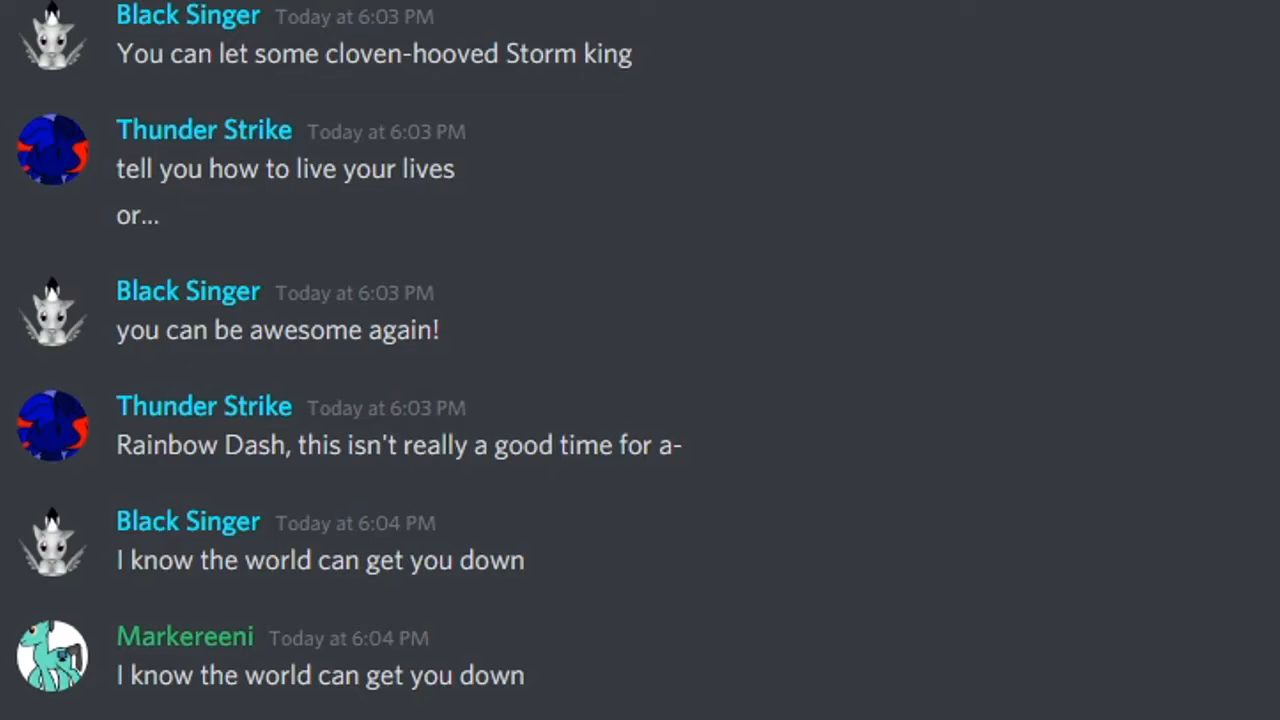 Black Singer Today at 6:03 PM
You can let some cloven-hooved Storm king
Thunder Strike Today at 6:03 PM
tell you how to live your lives
or...
Black Singer Today at 6:03 PM
you can be awesome again!
Thunder Strike Today at 6:03 PM
Rainbow Dash, this isn't really a good time for a-
Black Singer Today at 6:04 PM
I know the world can get you down
Markereeni Today at 6:04 PM
I know the world can get you down